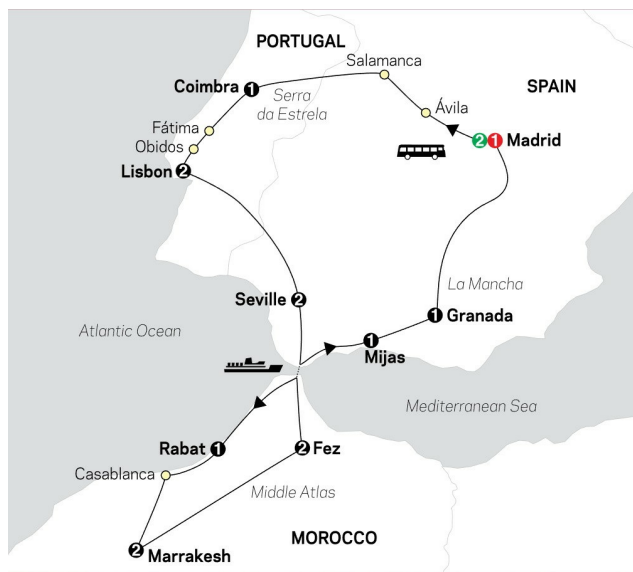 PORTUGAL
Salamanca
Coimbra 1
Serra
da Estrela
SPAIN
Ávila
Fátima
Obidos
2 1 Madrid
Lisbon 2
La Mancha
Seville 2
1 Granada
Atlantic Ocean
1
Mijas
Mediterranean Sea
Rabat 1
2 Fez
Casablanca
Middle Atlas
MOROCCO
2 Marrakesh